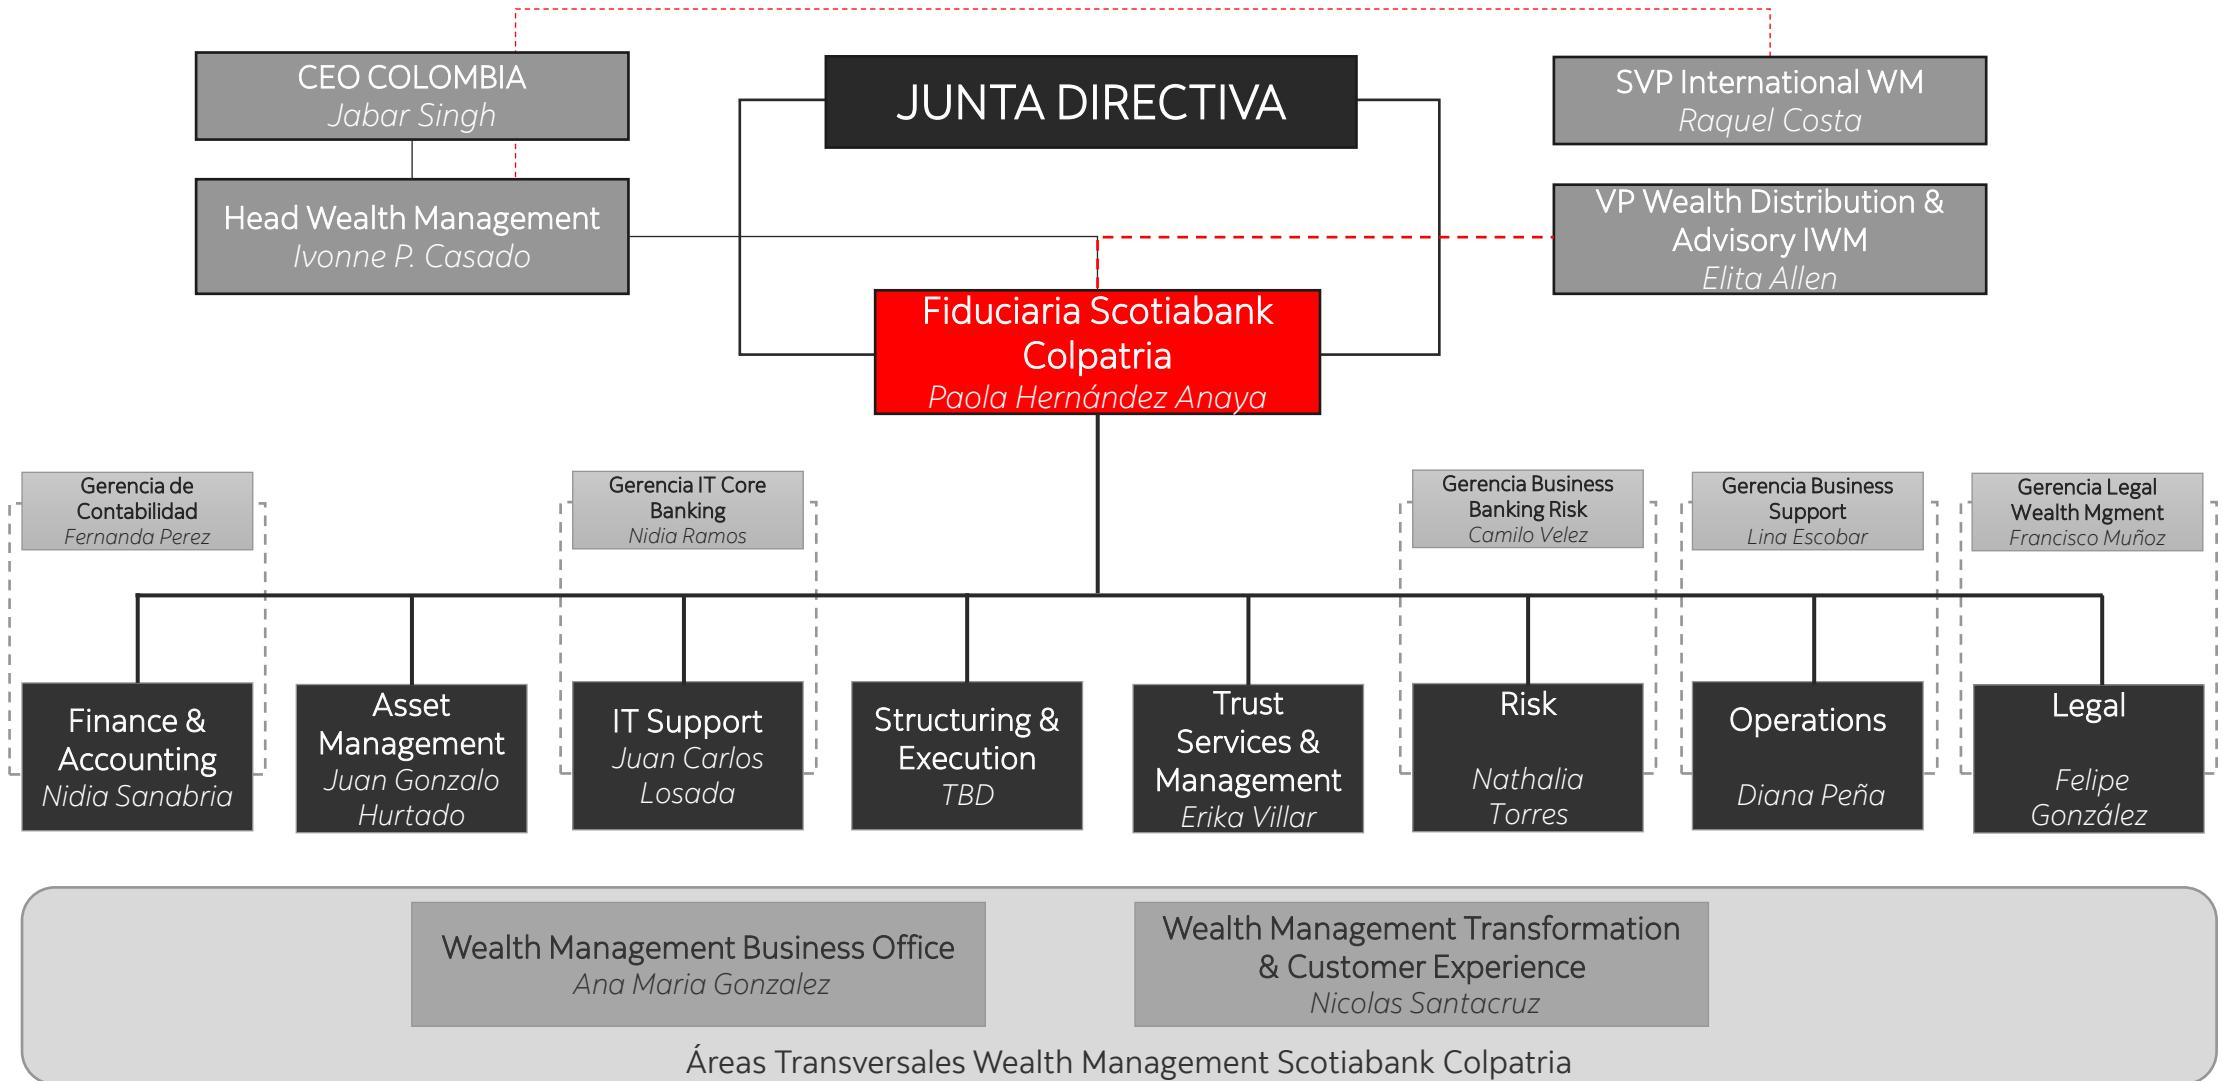 CEO COLOMBIA
Jabar Singh
JUNTA DIRECTIVA
SVP International WM
Raquel Costa
Head Wealth Management
Ivonne P. Casado
VP Wealth Distribution &
Advisory IWM
Elita Allen
Fiduciaria Scotiabank
Colpatria
Paola Hernández Anaya
Gerencia de
Contabilidad
Fernanda Perez
Gerencia IT Core
Banking
Nidia Ramos
Gerencia Business
Banking Risk
Camilo Velez
Gerencia Business
Support
Lina Escobar
Gerencia Legal
Wealth Mgment
Francisco Muñoz
Finance &
Accounting
Nidia Sanabria
Asset
Management
Juan Gonzalo
Hurtado
IT Support
Juan Carlos
Losada
Structuring &
Execution
TBD
Trust
Services &
Management
Erika Villar
Risk
Nathalia
Torres
Operations
Diana Peña
Legal
Felipe
González
Wealth Management Business Office
Ana Maria Gonzalez
Wealth Management Transformation
& Customer Experience
Nicolas Santacruz
Áreas Transversales Wealth Management Scotiabank Colpatria